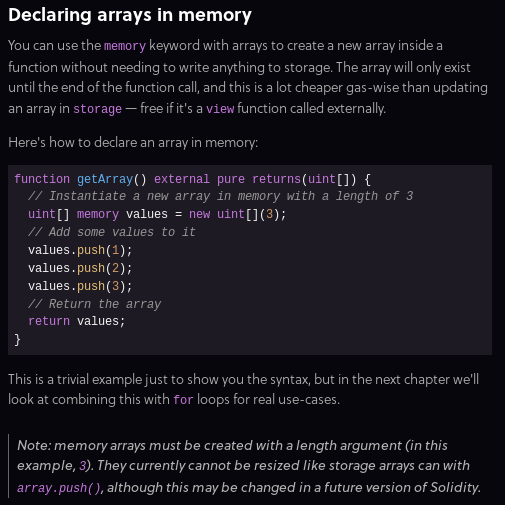 Declaring arrays in memory
You can use the memory keyword with arrays to create a new array inside a
function without needing to write anything to storage. The array will only exist
until the end of the function call, and this is a lot cheaper gas-wise than updating
an array in storage — free if it's a view function called externally.
Here's how to declare an array in memory:
function getArray() external pure returns(uint[]) {
  // Instantiate a new array in memory with a length of 3
  uint[] memory values = new uint[](3);
  // Add some values to it
  values.push(1);
  values.push(2);
  values.push(3);
  // Return the array
  return values;
}
This is a trivial example just to show you the syntax, but in the next chapter we'll
look at combining this with for loops for real use-cases.
Note: memory arrays must be created with a length argument (in this
example, 3). They currently cannot be resized like storage arrays can with
array.push(), although this may be changed in a future version of Solidity.